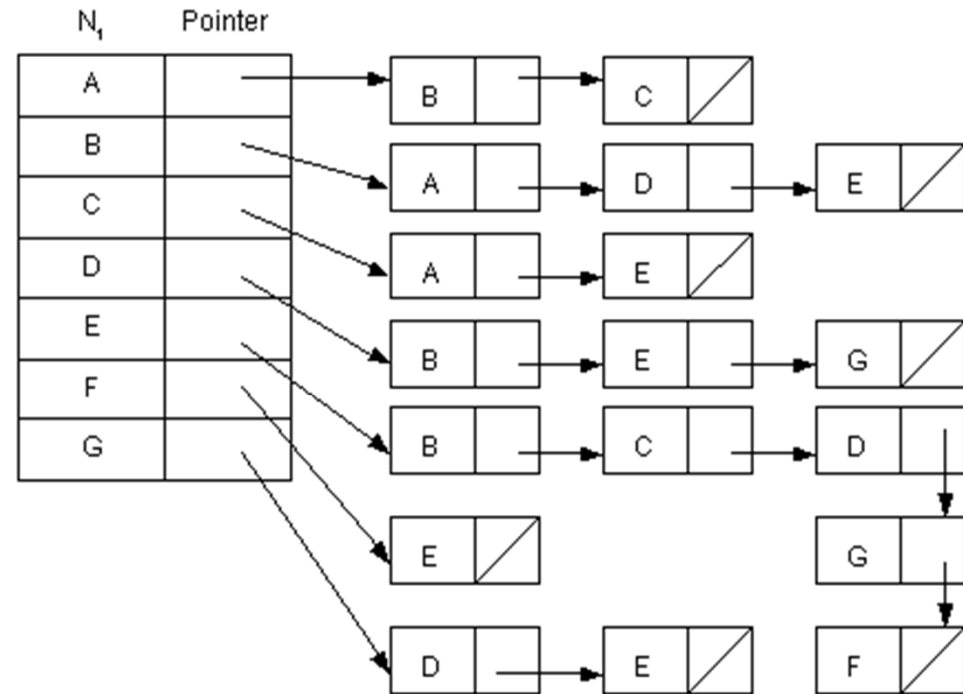 N₁ Pointer
A B C
B A D E
C A E
D B E G
E B C D
F
G
E G
D E F